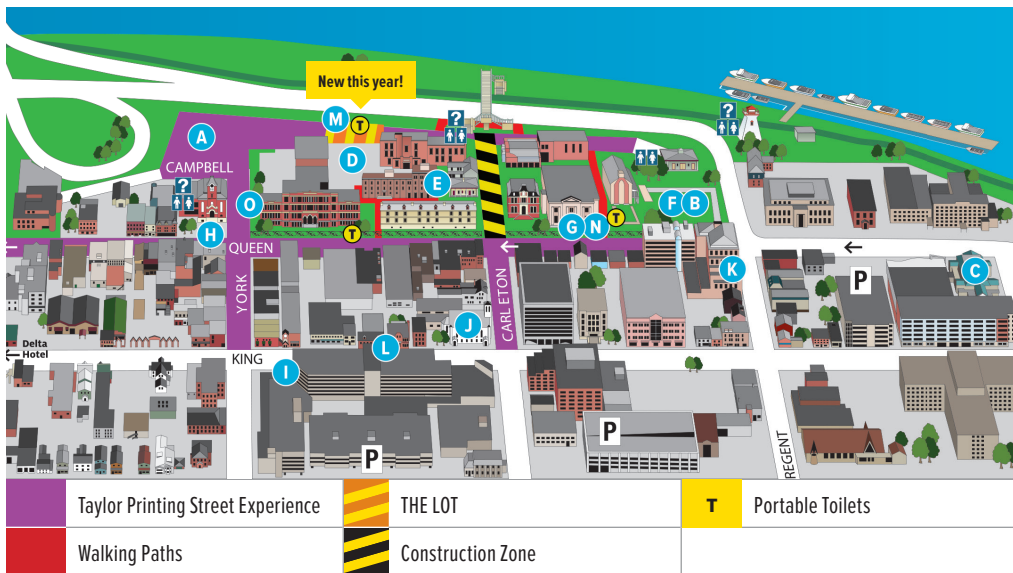 New this year!
M
T
?
?
A
D
CAMPBELL
?
E
O
F
B
T
G
N
H
T
QUEEN
K
C
P
YORK
CARLETON
J
Delta
Hotel
KING
L
I
P
P
REGENT
Taylor Printing Street Experience
THE LOT
T
Portable Toilets
Walking Paths
Construction Zone